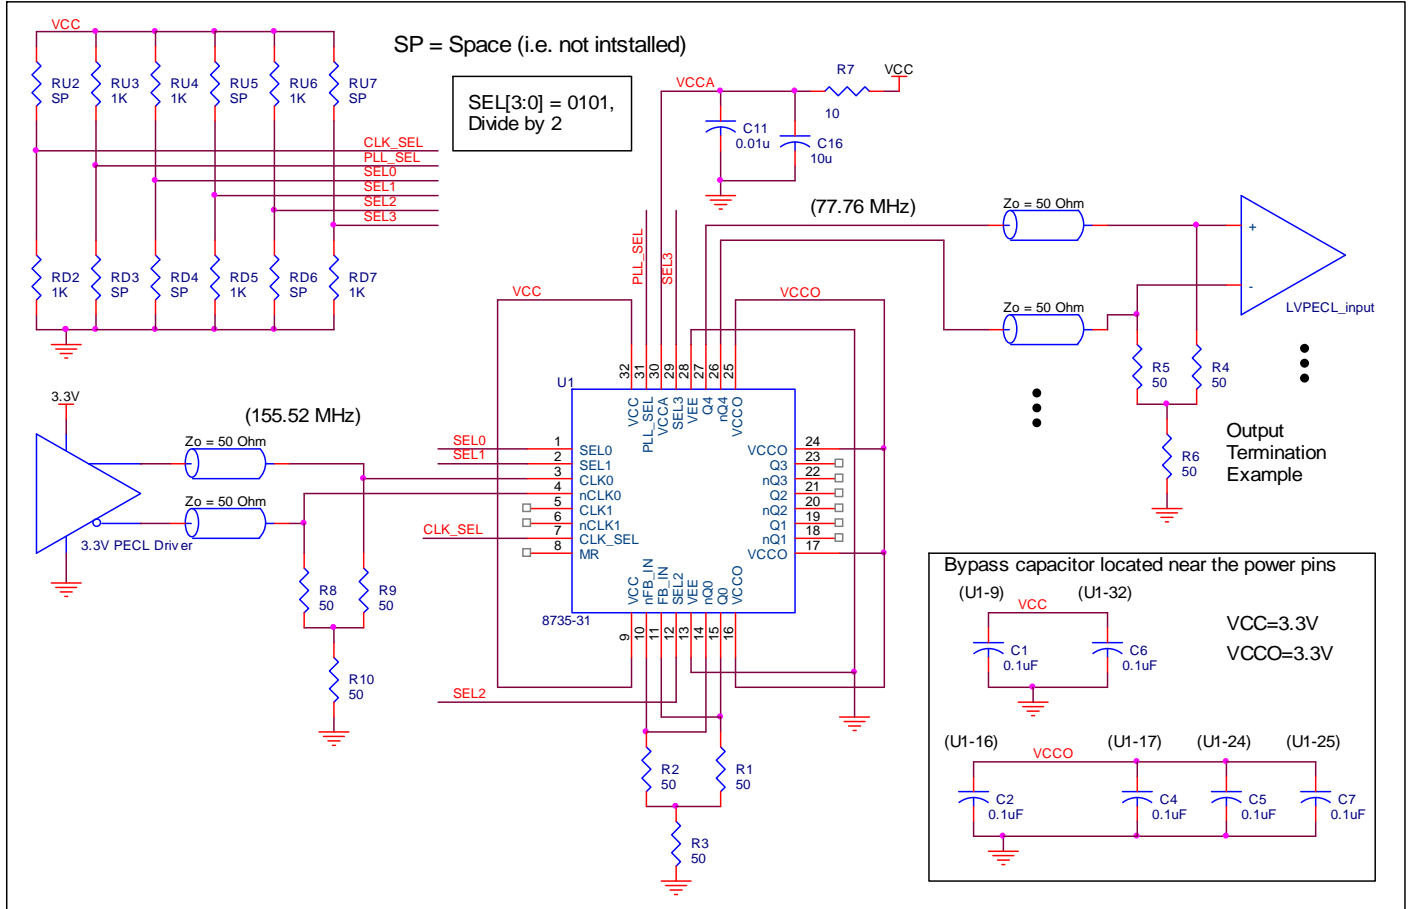 VCC
SP = Space (i.e. not intstalled)
RU2 SP
RU3 1K
RU4 1K
RU5 SP
RU6 1K
RU7 SP
SEL[3:0] = 0101,
Divide by 2
CLK_SEL
PLL_SEL
SEL0
SEL1
SEL2
SEL3
RD2 1K
RD3 SP
RD4 SP
RD5 1K
RD6 SP
RD7 1K
VCCA
R7
10
VCC
C11
0.01u
C16
10u
(77.76 MHz)
Zo = 50 Ohm
Zo = 50 Ohm
+
-
LVPECL_input
R5
50
R4
50
R6
50
Output
Termination
Example
PLL_SEL
SEL3
VCC
VCCO
3.3V
(155.52 MHz)
Zo = 50 Ohm
Zo = 50 Ohm
3.3V PECL Driver
R8
50
R9
50
R10
50
SEL0
SEL1
CLK_SEL
SEL2
U1
32 31 30 29 28 27 26 25
VCC PLL_SEL VCCA SEL3 VEE Q4 nQ4 VCCO
1 SEL0
2 SEL1
3 CLK0
4 nCLK0
5 CLK1
6 nCLK1
7 CLK_SEL
8 MR
VCCO 24
Q3 23
nQ3 22
Q2 21
nQ2 20
Q1 19
nQ1 18
VCCO 17
VCC nFB_IN FB_IN SEL2 VEE nQ0 Q0 VCCO
9 10 11 12 13 14 15 16
8735-31
R2
50
R1
50
R3
50
Bypass capacitor located near the power pins
(U1-9)
(U1-32)
VCC
C1
0.1uF
C6
0.1uF
VCC=3.3V
VCCO=3.3V
(U1-16)
(U1-17)
(U1-24)
(U1-25)
VCCO
C2
0.1uF
C4
0.1uF
C5
0.1uF
C7
0.1uF